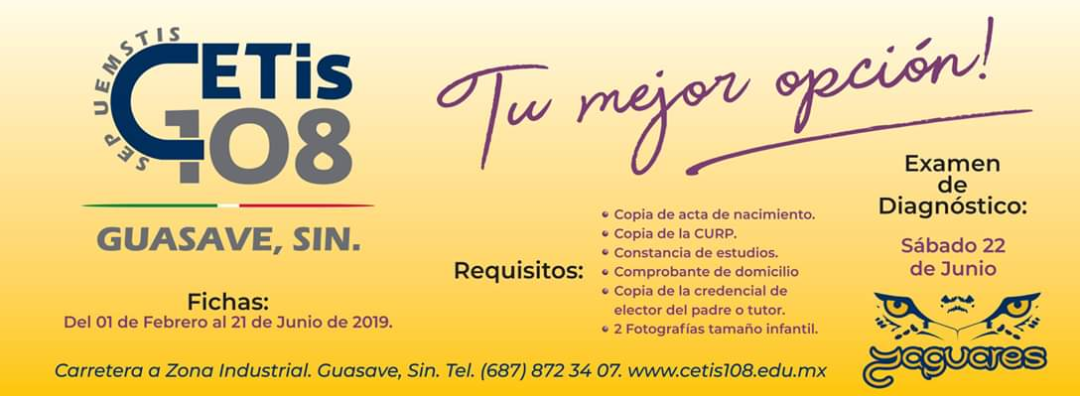 SEP UEMSTIS
CETis
108
GUASAVE, SIN.
Tu mejor opción!
Fichas:
Del 01 de Febrero al 21 de Junio de 2019.
Requisitos:
• Copia de acta de nacimiento.
• Copia de la CURP.
• Constancia de estudios.
• Comprobante de domicilio
• Copia de la credencial de
elector del padre o tutor.
• 2 Fotografías tamaño infantil.
Examen
de
Diagnóstico:
Sábado 22
de Junio
Jaguares
Carretera a Zona Industrial. Guasave, Sin. Tel. (687) 872 34 07. www.cetis108.edu.mx